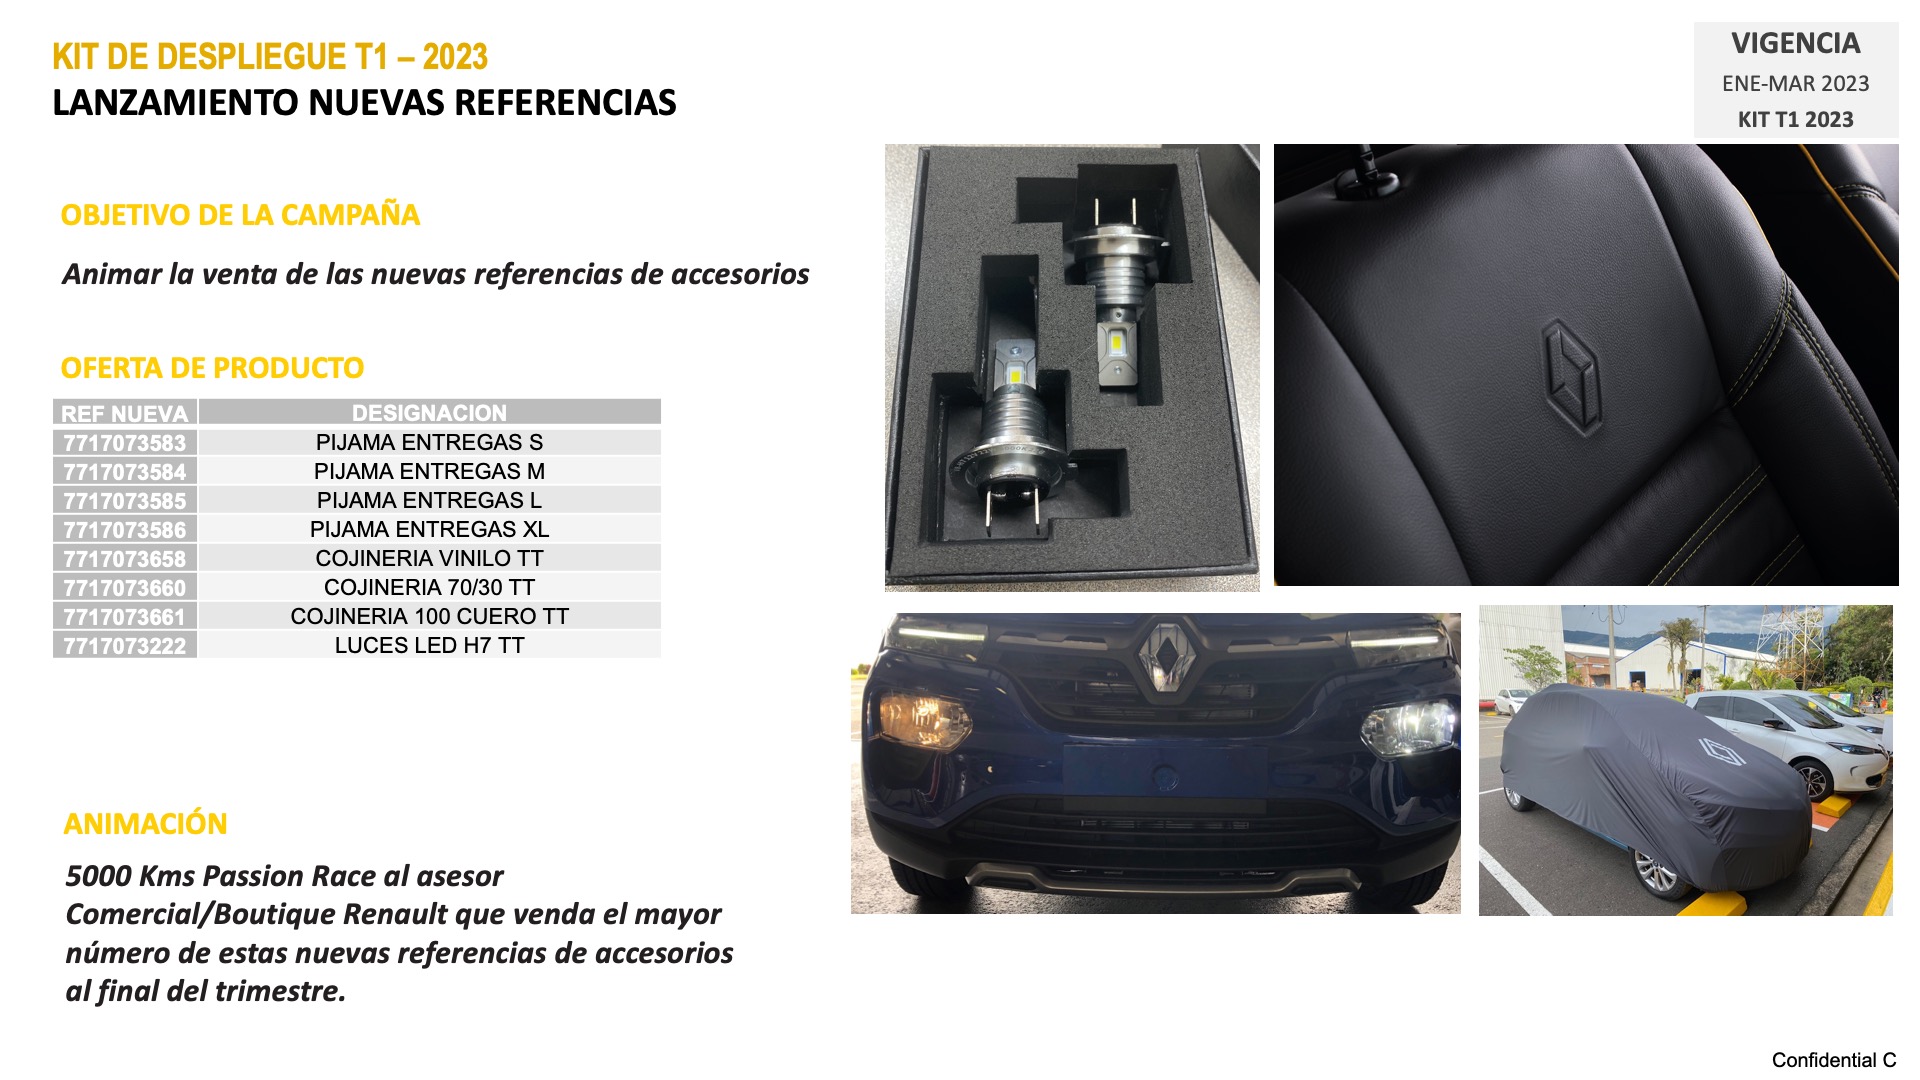 KIT DE DESPLIEGUE T1 – 2023
LANZAMIENTO NUEVAS REFERENCIAS
VIGENCIA
ENE-MAR 2023
KIT T1 2023
OBJETIVO DE LA CAMPAÑA
Animar la venta de las nuevas referencias de accesorios
OFERTA DE PRODUCTO
REF NUEVA DESIGNACION
7717073583 PIJAMA ENTREGAS S
7717073584 PIJAMA ENTREGAS M
7717073585 PIJAMA ENTREGAS L
7717073586 PIJAMA ENTREGAS XL
7717073658 COJINERIA VINILO TT
7717073660 COJINERIA 70/30 TT
7717073661 COJINERIA 100 CUERO TT
7717073222 LUCES LED H7 TT
ANIMACIÓN
5000 Kms Passion Race al asesor
Comercial/Boutique Renault que venda el mayor
número de estas nuevas referencias de accesorios
al final del trimestre.
Confidential C